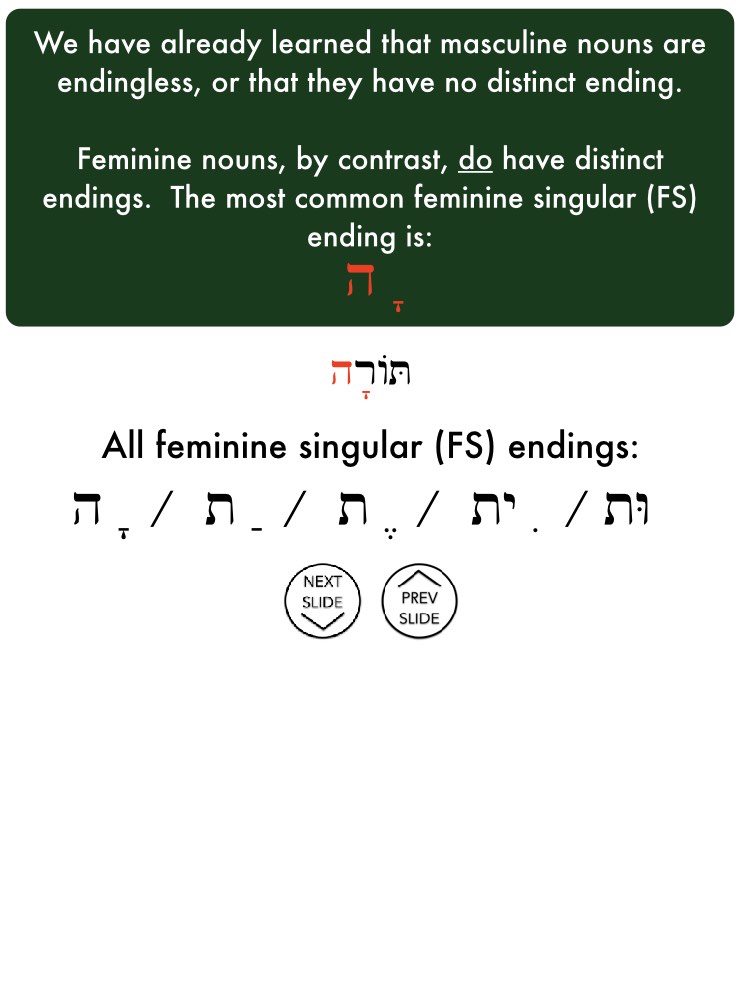 We have already learned that masculine nouns are
endingless, or that they have no distinct ending.
Feminine nouns, by contrast, do have distinct
endings. The most common feminine singular (FS)
ending is:
ָה
תּוֹרָה
All feminine singular (FS) endings:
ָה / ַת / ֶת / ִית / וּת
NEXT
SLIDE
PREV
SLIDE